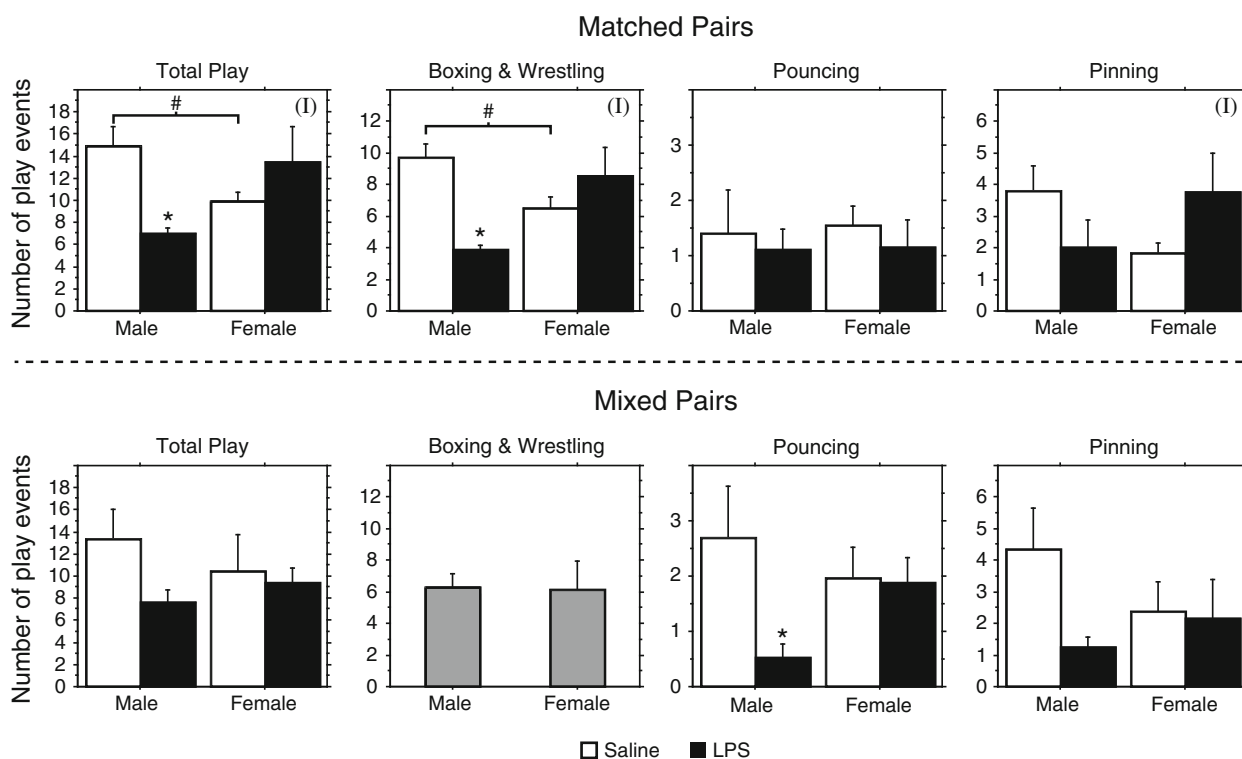 Matched Pairs
Total Play
Boxing & Wrestling
Pouncing
Pinning
Number of play events
18
16
14
12
10
8
6
4
2
0
#
*
(I)
Male
Female
12
10
8
6
4
2
0
#
*
(I)
Male
Female
3
2
1
0
Male
Female
6
5
4
3
2
1
0
(I)
Male
Female
Mixed Pairs
Total Play
Boxing & Wrestling
Pouncing
Pinning
Number of play events
18
16
14
12
10
8
6
4
2
0
Male
Female
12
10
8
6
4
2
0
Male
Female
3
2
1
0
*
Male
Female
6
5
4
3
2
1
0
Male
Female
Saline
LPS